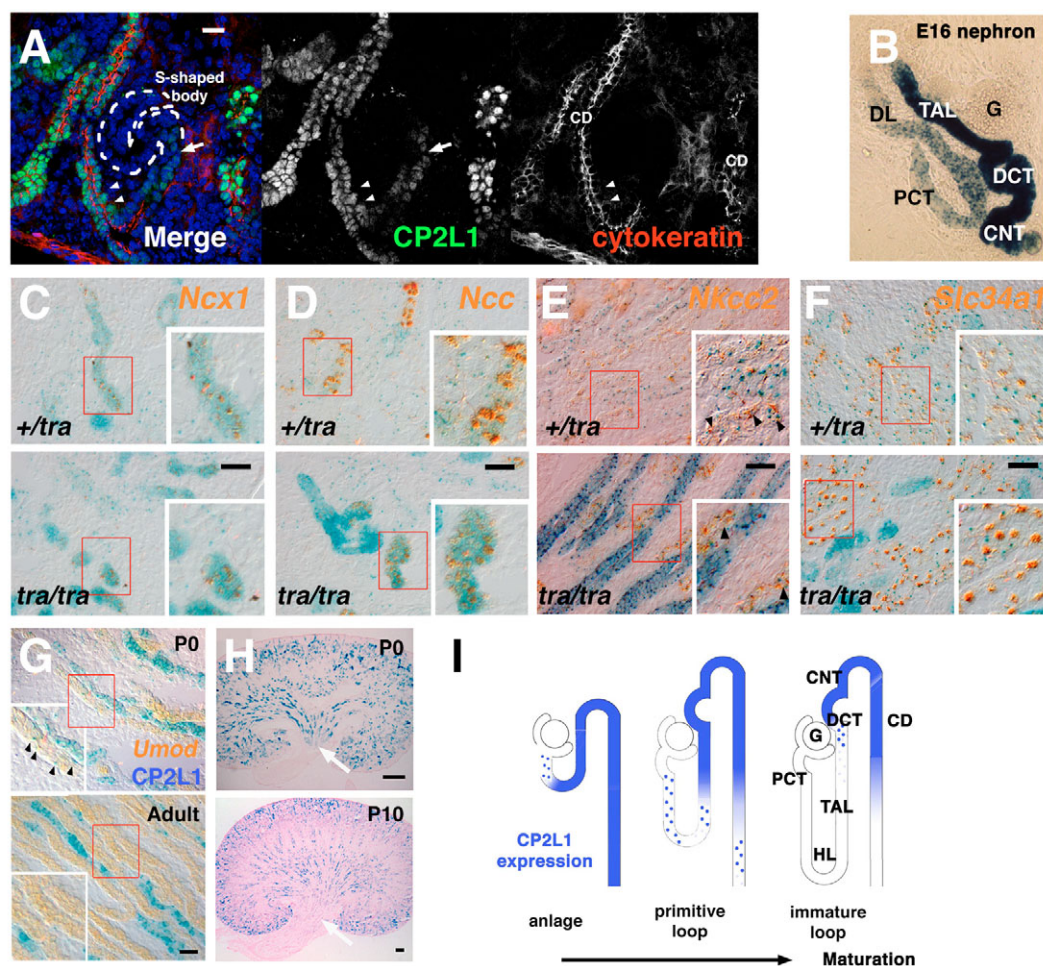 A
S-shaped
body
Merge
CP2L1
CD
CD
cytokeratin
B
E16 nephron
DL
TAL
G
PCT
DCT
CNT
C
Ncx1
+/tra
tra/tra
D
Ncc
+/tra
tra/tra
E
Nkcc2
+/tra
tra/tra
F
Slc34a1
+/tra
tra/tra
G
P0
Umod
CP2L1
Adult
H
P0
P10
I
CNT
DCT
CD
G
PCT
TAL
HL
CP2L1
expression
anlage
primitive
loop
immature
loop
Maturation